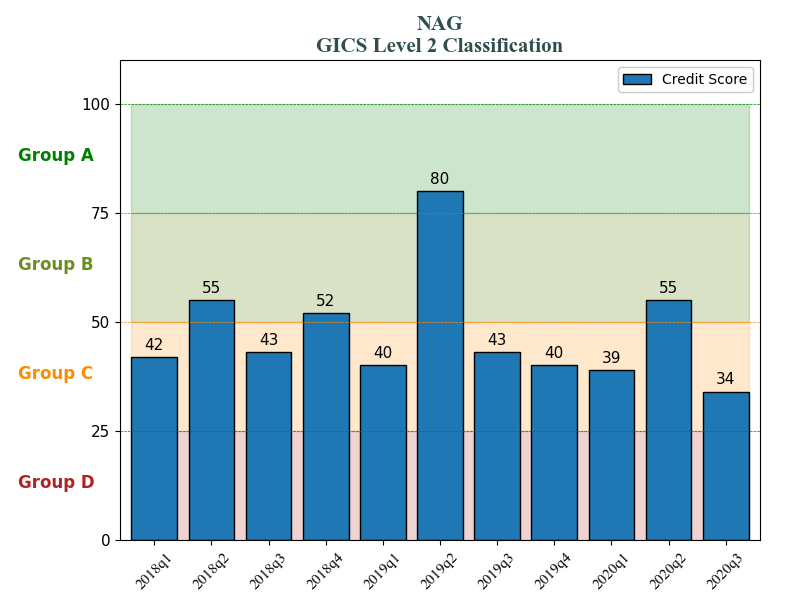 NAG
GICS Level 2 Classification
Credit Score
100
Group A
80
75
Group B
55
52
55
50
42
43
40
43
40
39
34
Group C
25
Group D
0
2018q1 2018q2 2018q3 2018q4 2019q1 2019q2 2019q3 2019q4 2020q1 2020q2 2020q3